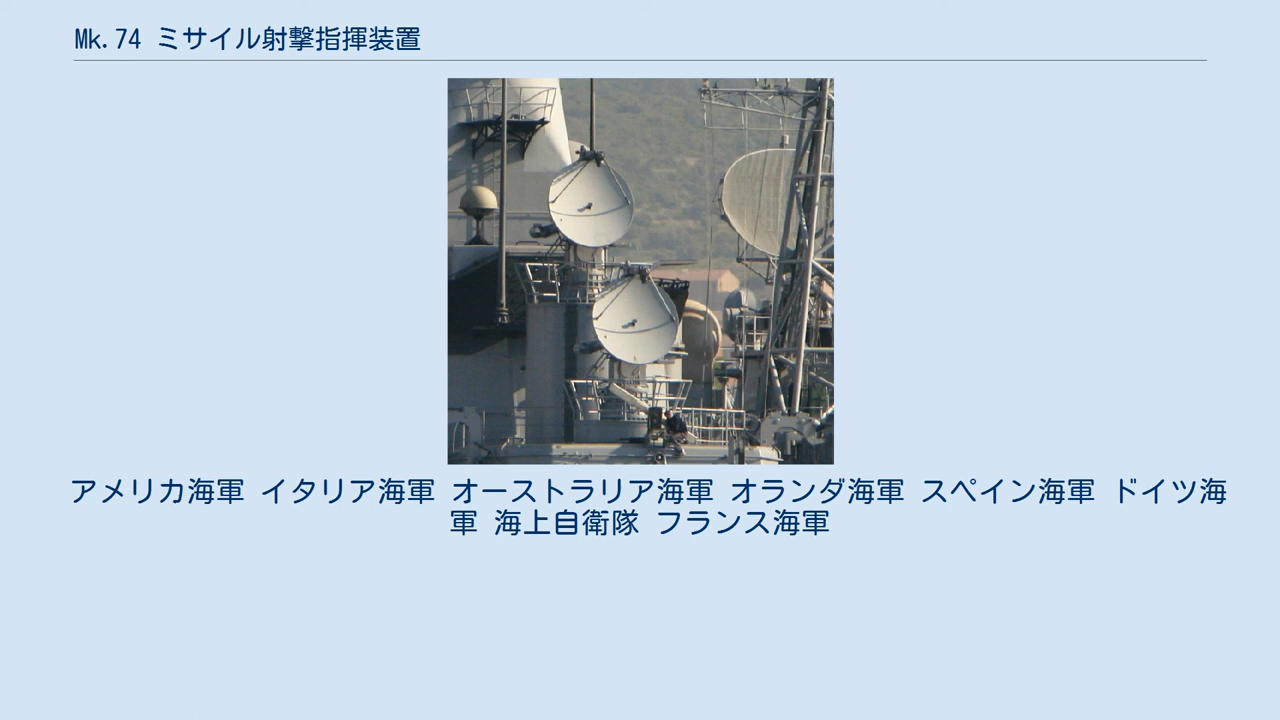 Mk.74 ミサイル射撃指揮装置
アメリカ海軍 イタリア海軍 オーストラリア海軍 オランダ海軍 スペイン海軍 ドイツ海
軍 海上自衛隊 フランス海軍